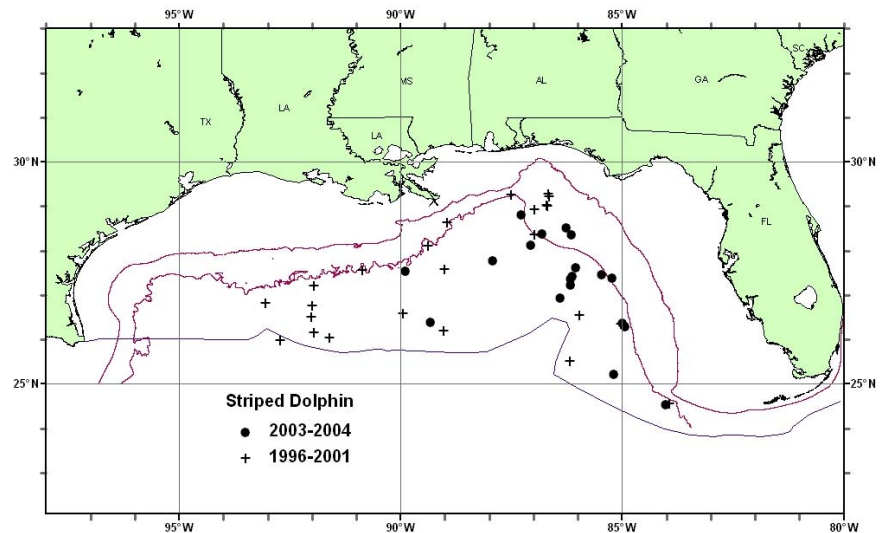 95°W 90°W 85°W
SC
MS AL GA
TX LA
LA
30°N 30°N
FL
25°N 25°N
Striped Dolphin
2003-2004
1996-2001
95°W 90°W 85°W 80°W